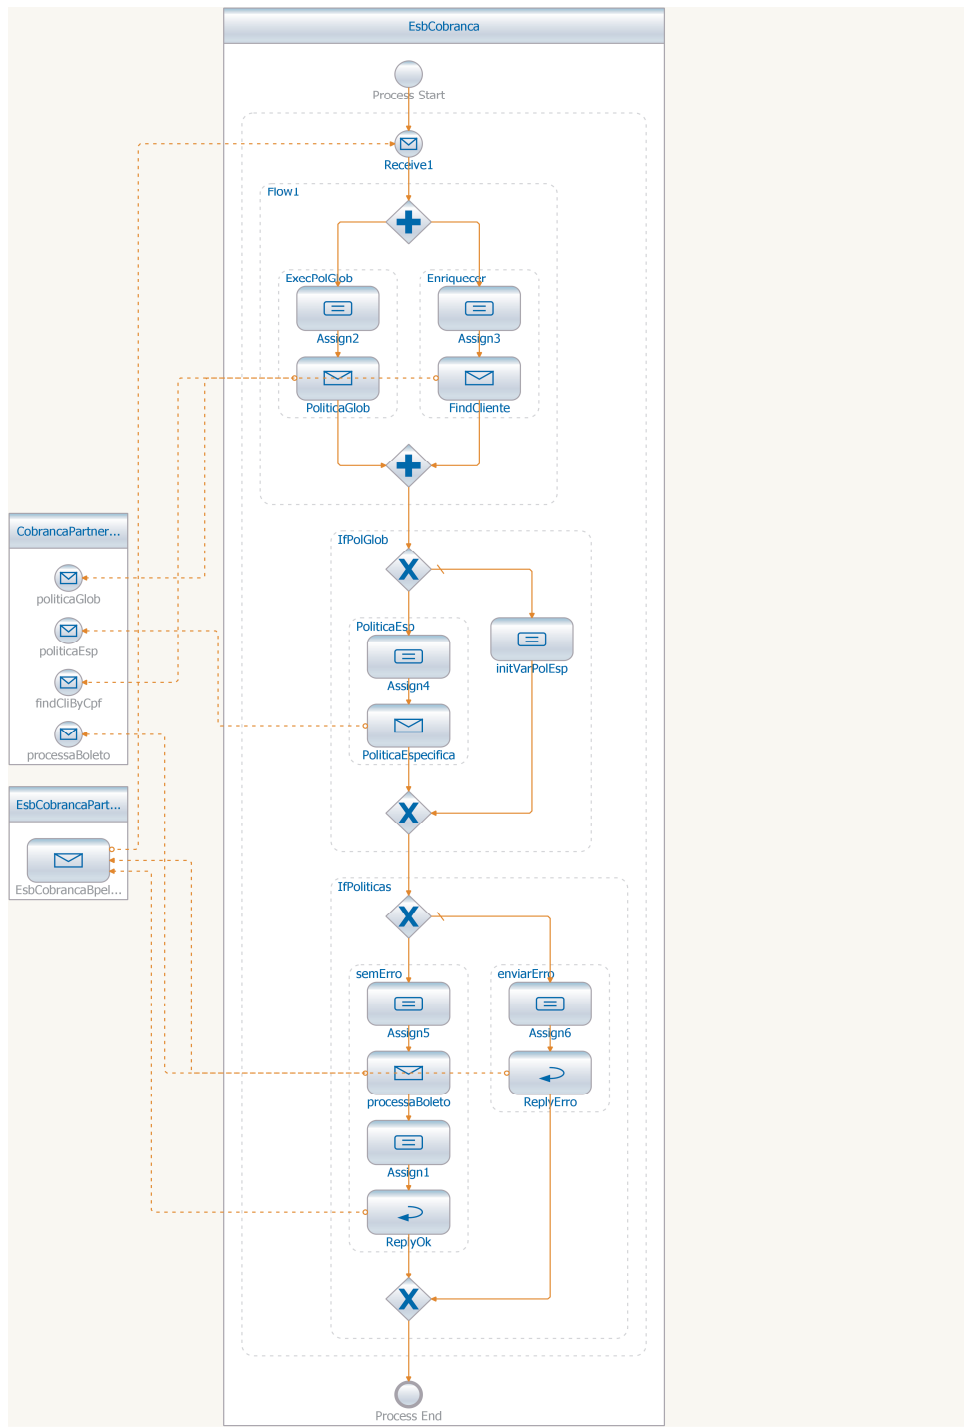 EsbCobranca
Process Start
Receive1
Flow1
ExecPolGlob
Enriquecer
Assign2
Assign3
PoliticaGlob
FindCliente
CobrancaPartner...
politicaGlob
politicaEsp
findCliByCpf
processaBoleto
EsbCobrancaPart...
EsbCobrancaBpel...
IfPolGlob
PoliticaEsp
initVarPolEsp
Assign4
PoliticaEspecifica
IfPoliticas
semErro
enviarErro
Assign5
Assign6
processaBoleto
ReplyErro
Assign1
ReplyOk
Process End